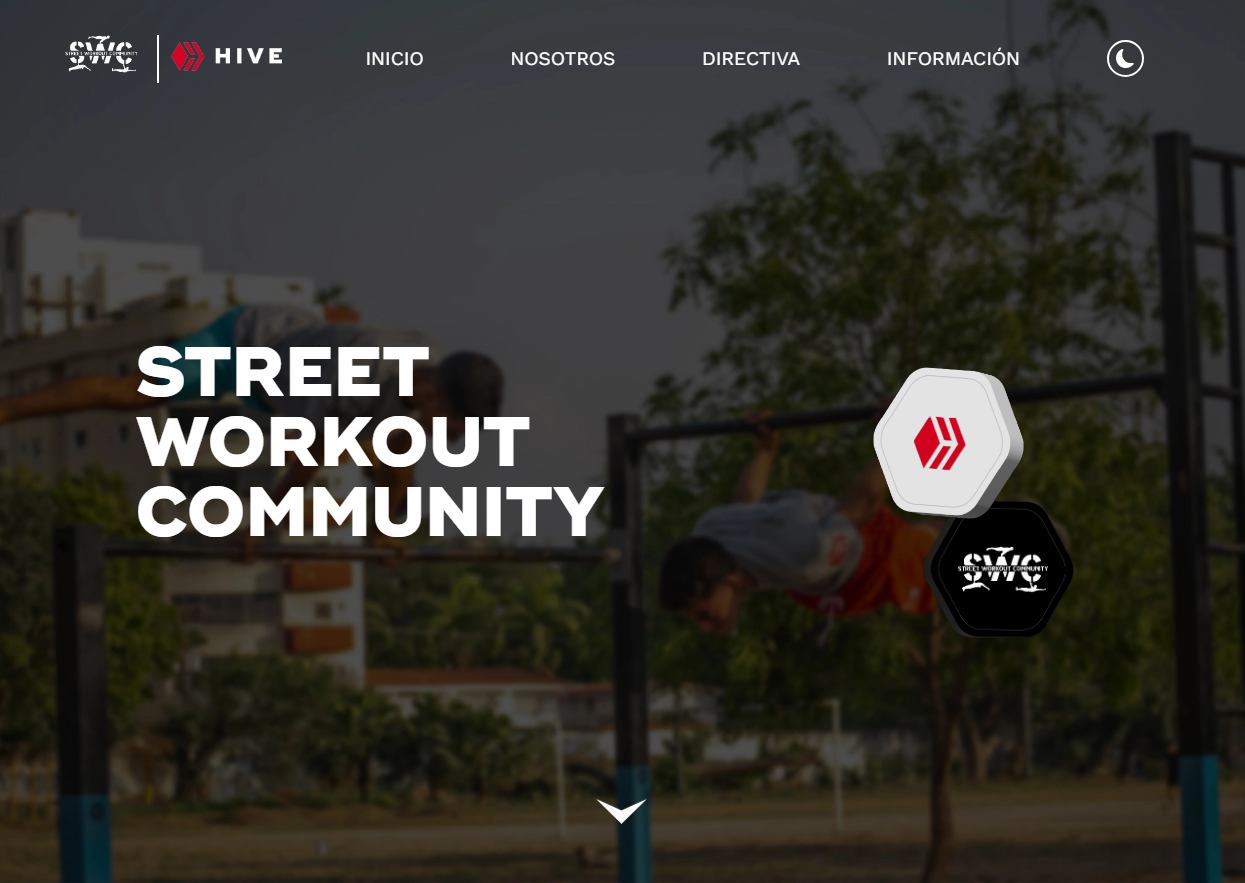 SWC
STREET WORKOUT COMMUNITY
HIVE
INICIO
NOSOTROS
DIRECTIVA
INFORMACIÓN
STREET
WORKOUT
COMMUNITY
SWC
STREET WORKOUT COMMUNITY